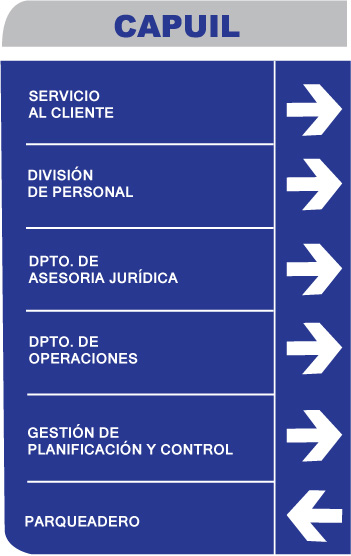 CAPUIL
SERVICIO
AL CLIENTE
DIVISIÓN
DE PERSONAL
DPTO. DE
ASESORIA JURÍDICA
DPTO. DE
OPERACIONES
GESTIÓN DE
PLANIFICACIÓN Y CONTROL
PARQUEADERO